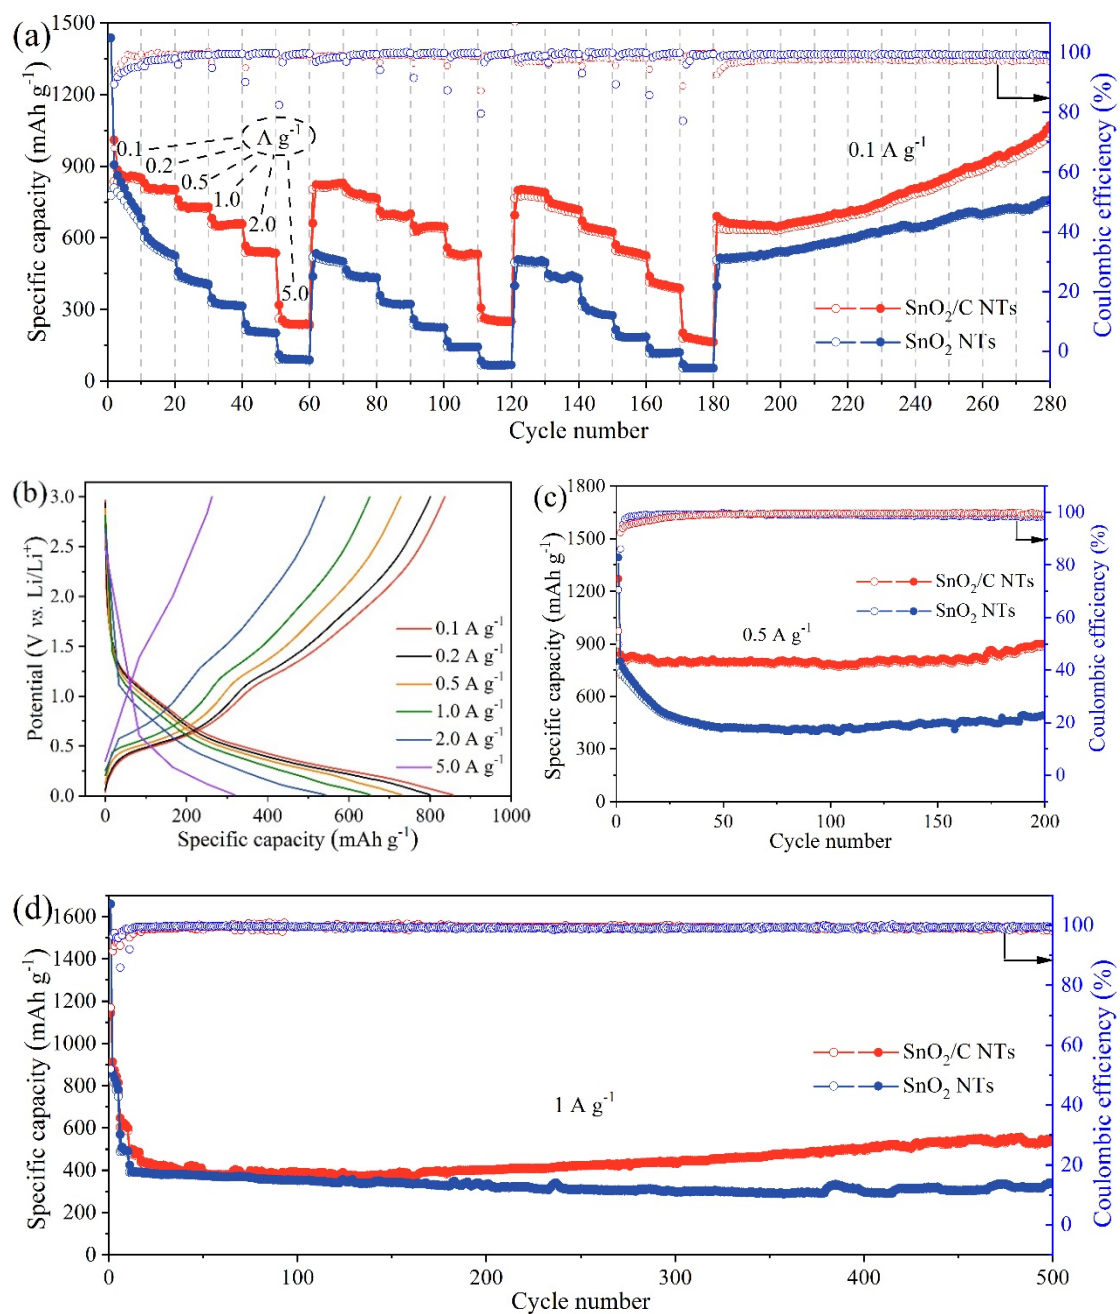 (a)
1500
1200
900
600
300
0
Specific capacity (mAh g⁻¹)
0.1
0.2
0.5
1.0
2.0
5.0
A g⁻¹
0.1 A g⁻¹
SnO₂/C NTs
SnO₂ NTs
100
80
60
40
20
0
Coulombic efficiency (%)
0 20 40 60 80 100 120 140 160 180 200 220 240 260 280
Cycle number
(b)
3.0
2.5
2.0
1.5
1.0
0.5
0.0
Potential (V vs. Li/Li⁺)
0.1 A g⁻¹
0.2 A g⁻¹
0.5 A g⁻¹
1.0 A g⁻¹
2.0 A g⁻¹
5.0 A g⁻¹
0 200 400 600 800 1000
Specific capacity (mAh g⁻¹)
(c)
1800
1500
1200
900
600
300
0
Specific capacity (mAh g⁻¹)
SnO₂/C NTs
SnO₂ NTs
0.5 A g⁻¹
100
80
60
40
20
0
Coulombic efficiency (%)
0 50 100 150 200
Cycle number
(d)
1600
1400
1600
1000
800
600
400
200
0
Specific capacity (mAh g⁻¹)
SnO₂/C NTs
SnO₂ NTs
1 A g⁻¹
100
80
60
40
20
0
Coulombic efficiency (%)
0 100 200 300 400 500
Cycle number